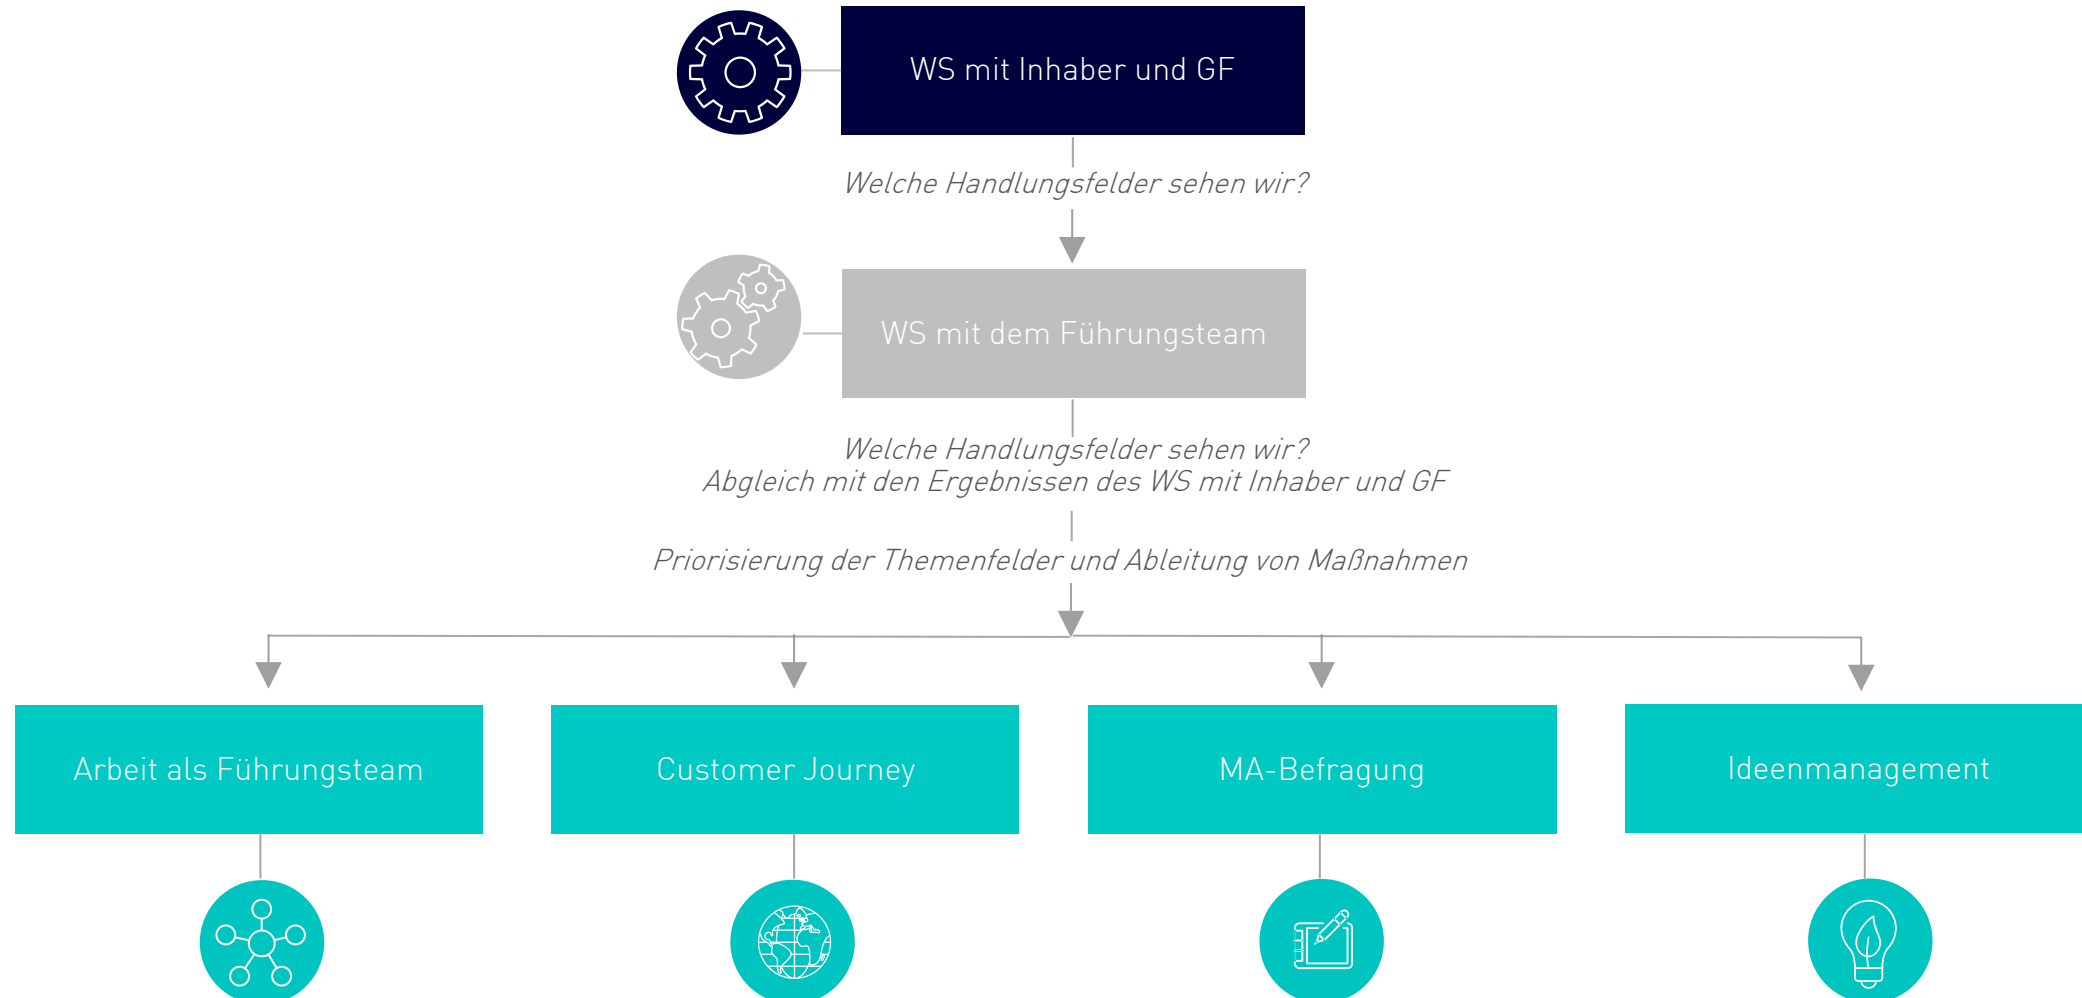 WS mit Inhaber und GF
Welche Handlungsfelder sehen wir?
WS mit dem Führungsteam
Welche Handlungsfelder sehen wir?
Abgleich mit den Ergebnissen des WS mit Inhaber und GF
Priorisierung der Themenfelder und Ableitung von Maßnahmen
Arbeit als Führungsteam
Customer Journey
MA-Befragung
Ideenmanagement